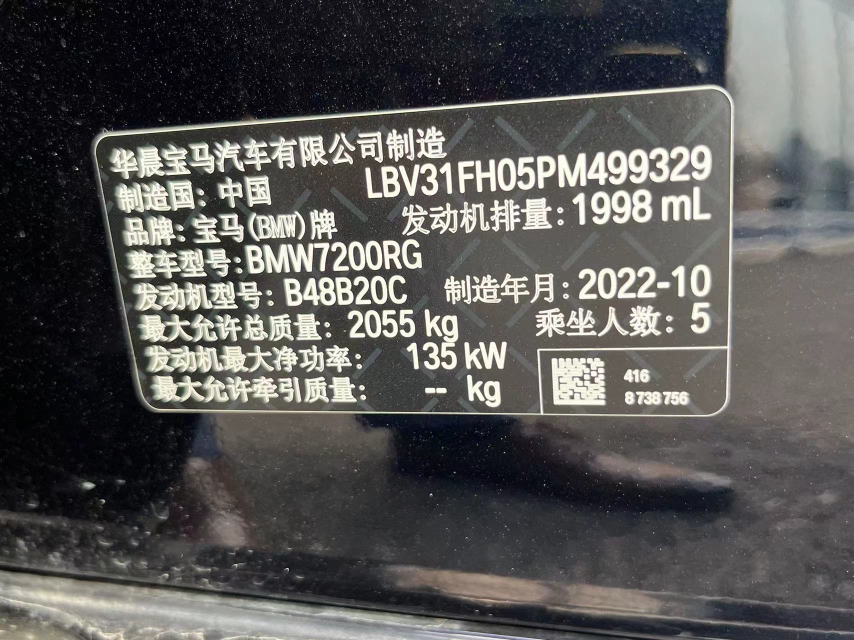 华晨宝马汽车有限公司制造
制造国：中国 LBV31FH05PM499329
品牌：宝马(BMW)牌 发动机排量：1998 mL
整车型号：BMW7200RG
发动机型号：B48B20C 制造年月：2022-10
最大允许总质量：2055 kg 乘坐人数：5
发动机最大净功率：135 kW
最大允许牵引质量：-- kg
416
8 738 756